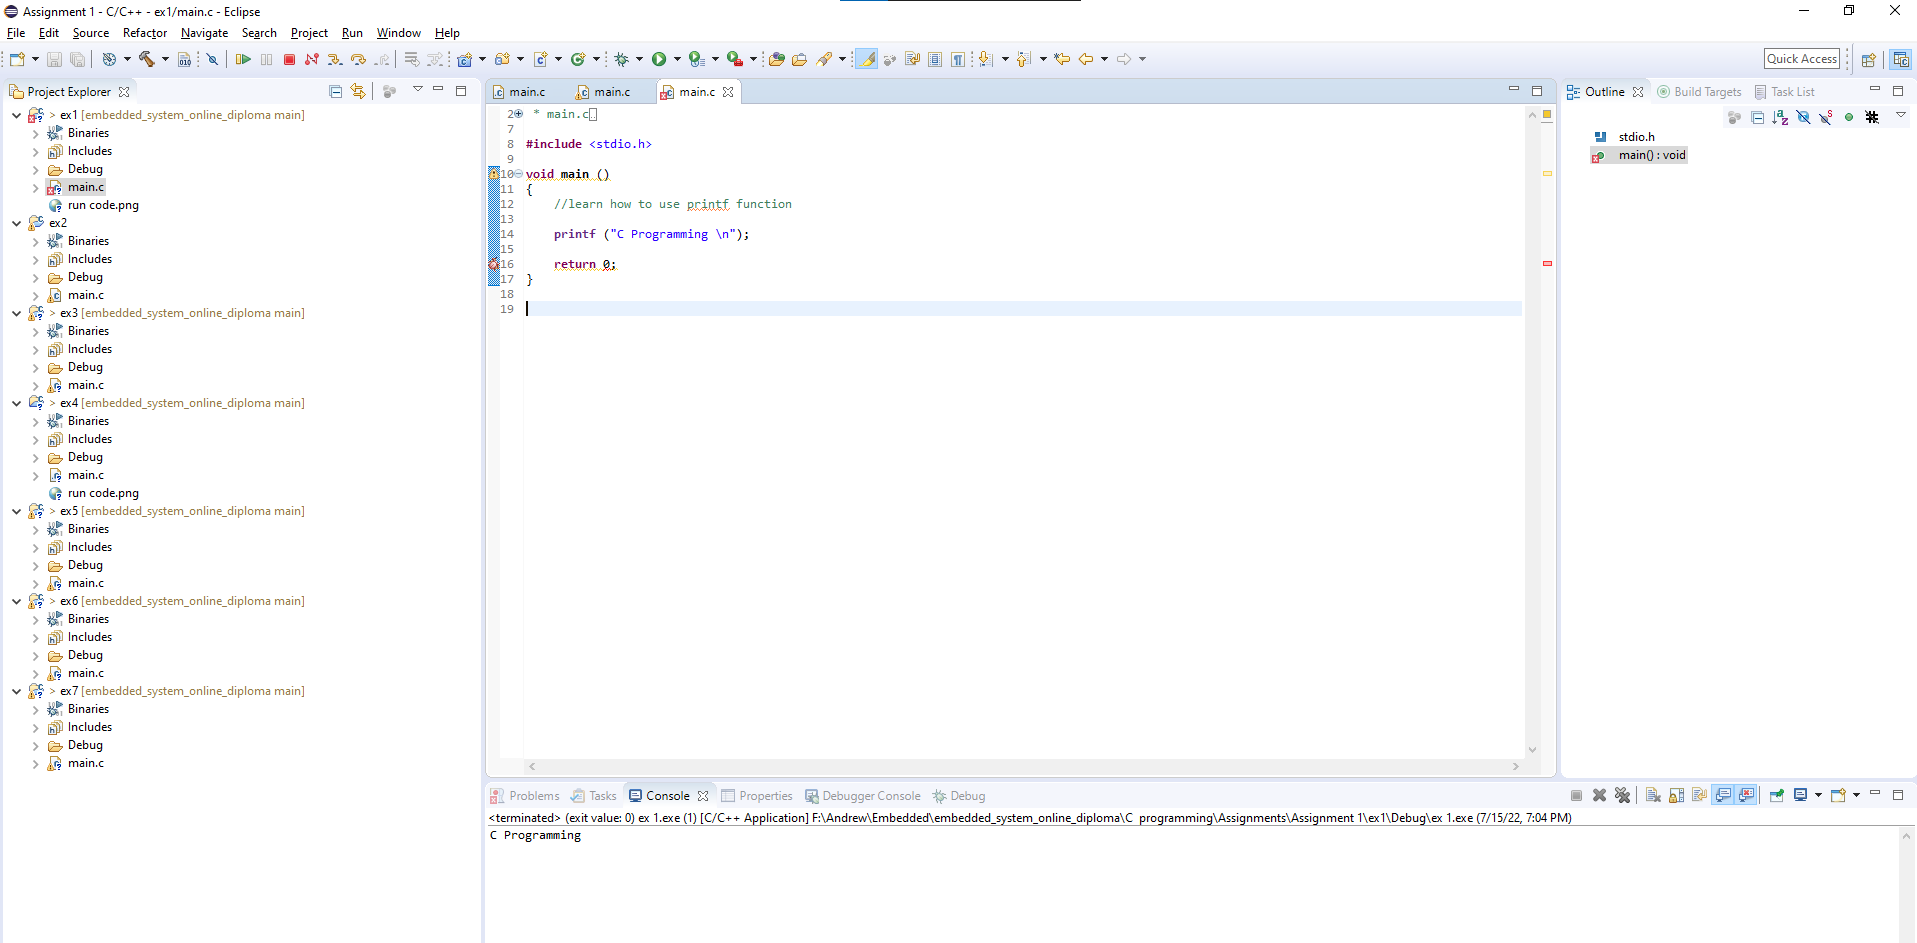 Assignment 1 - C/C++ - ex1/main.c - Eclipse
File Edit Source Refactor Navigate Search Project Run Window Help
Quick Access
Project Explorer
> ex1 [embedded_system_online_diploma main]
Binaries
Includes
Debug
main.c
run code.png
ex2
Binaries
Includes
Debug
main.c
> ex3 [embedded_system_online_diploma main]
Binaries
Includes
Debug
main.c
> ex4 [embedded_system_online_diploma main]
Binaries
Includes
Debug
main.c
run code.png
> ex5 [embedded_system_online_diploma main]
Binaries
Includes
Debug
main.c
> ex6 [embedded_system_online_diploma main]
Binaries
Includes
Debug
main.c
> ex7 [embedded_system_online_diploma main]
Binaries
Includes
Debug
main.c
main.c main.c main.c
2 * main.c
7
8 #include <stdio.h>
9
10 void main ()
11 {
12 //learn how to use printf function
13
14 printf ("C Programming \n");
15
16 return 0;
17 }
18
19
Outline Build Targets Task List
stdio.h
main() : void
Problems Tasks Console Properties Debugger Console Debug
<terminated> (exit value: 0) ex 1.exe (1) [C/C++ Application] F:\Andrew\Embedded\embedded_system_online_diploma\C programming\Assignments\Assignment 1\ex1\Debug\ex 1.exe (7/15/22, 7:04 PM)
C Programming